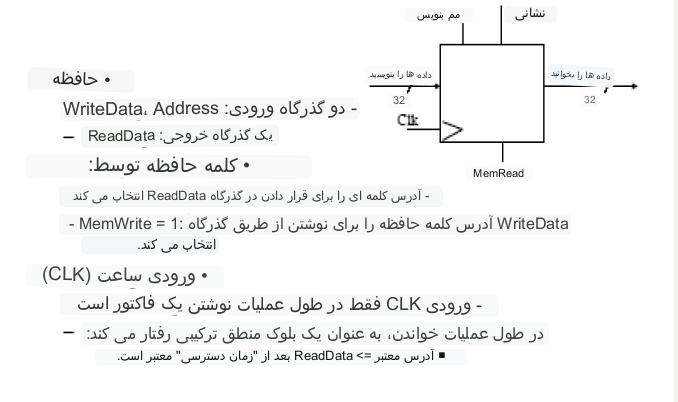 نشانی
مم بنویس
داده ها را بنویسید
داده ها را بخوانید
32
32
Clk
MemRead
• حافظه
- دو گذرگاه ورودی: WriteData، Address
– یک گذرگاه خروجی: ReadData
• کلمه حافظه توسط:
- آدرس کلمه ای را برای قرار دادن در گذرگاه ReadData انتخاب می کند
- MemWrite = 1: آدرس کلمه حافظه را برای نوشتن از طریق گذرگاه WriteData
انتخاب می کند.
• ورودی ساعت (CLK)
- ورودی CLK فقط در طول عملیات نوشتن یک فاکتور است
– در طول عملیات خواندن، به عنوان یک بلوک منطق ترکیبی رفتار می کند:
■ آدرس معتبر => ReadData بعد از "زمان دسترسی" معتبر است.